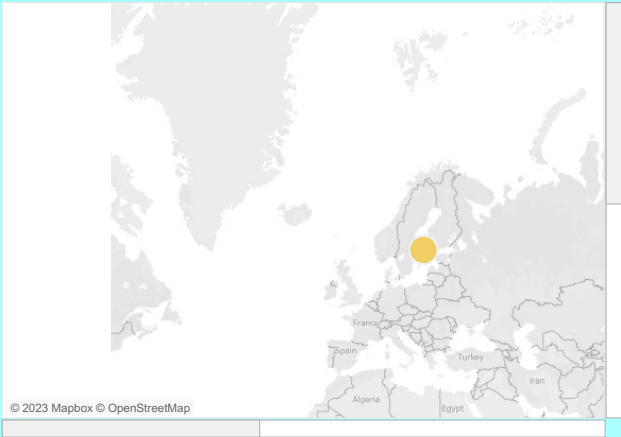 France
Spain
Turkey
Iran
Algeria
Egypt
© 2023 Mapbox © OpenStreetMap